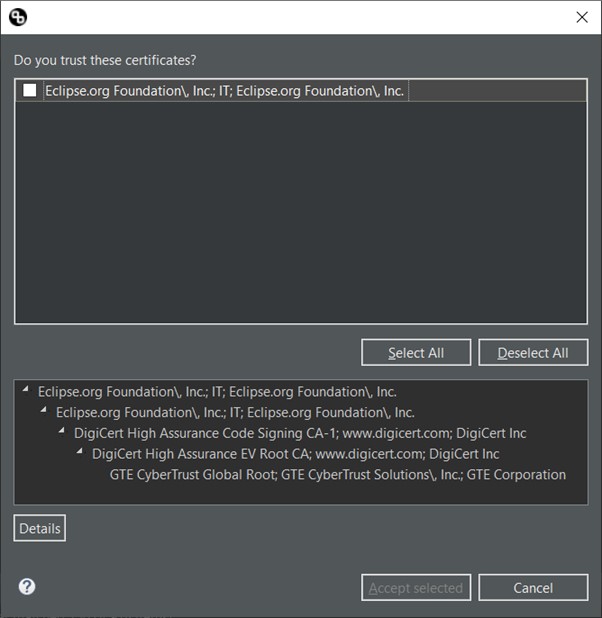 Do you trust these certificates?
Eclipse.org Foundation\, Inc.; IT; Eclipse.org Foundation\, Inc.
Select All
Deselect All
Eclipse.org Foundation\, Inc.; IT; Eclipse.org Foundation\, Inc.
Eclipse.org Foundation\, Inc.; IT; Eclipse.org Foundation\, Inc.
DigiCert High Assurance Code Signing CA-1; www.digicert.com; DigiCert Inc
DigiCert High Assurance EV Root CA; www.digicert.com; DigiCert Inc
GTE CyberTrust Global Root; GTE CyberTrust Solutions\, Inc.; GTE Corporation
Details
?
Accept selected
Cancel